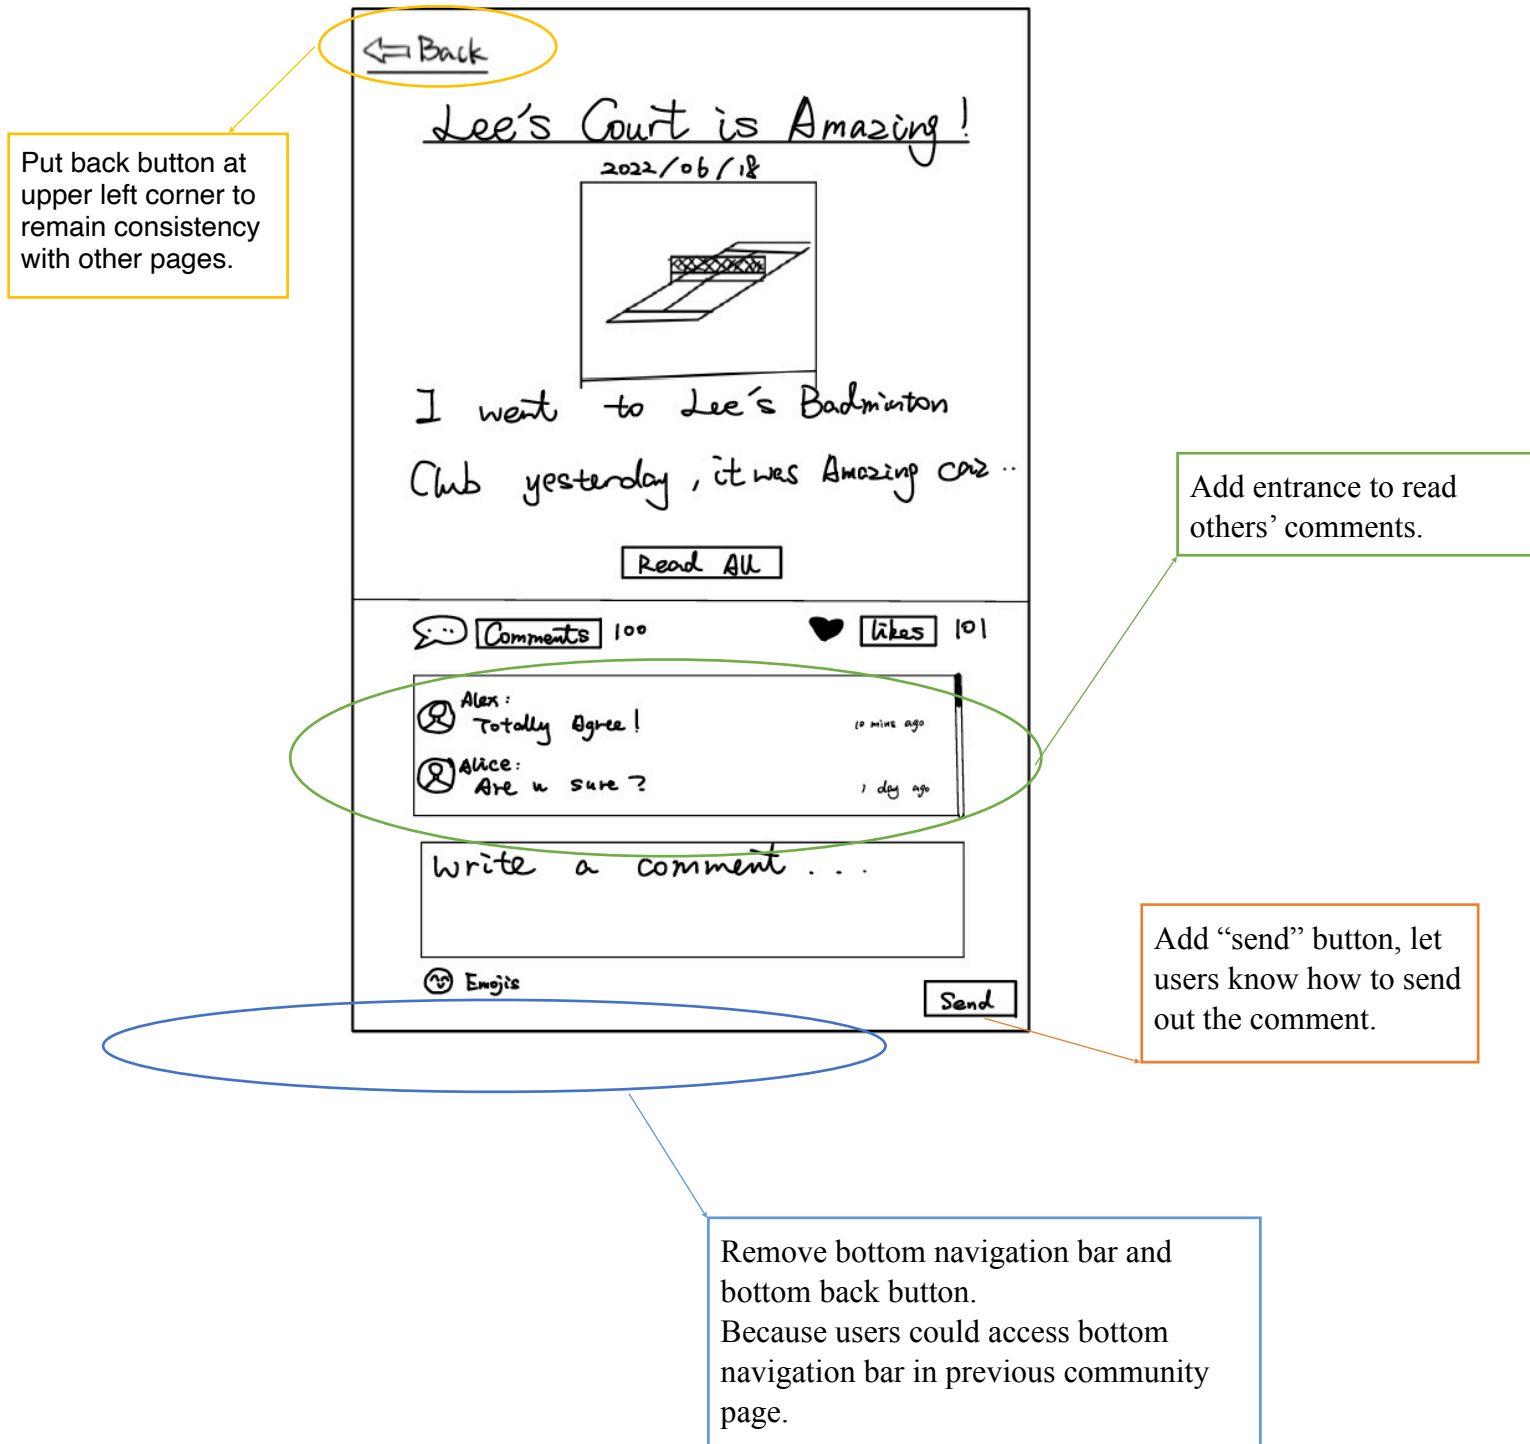 Back
Lee's Court is Amazing!
2022/06/18
Put back button at
upper left corner to
remain consistency
with other pages.
I went to Lee's Badminton
Club yesterday, it was Amazing coz..
Read All
Add entrance to read
others’ comments.
Comments 100
likes 101
Alex:
Totally Agree!
10 mins ago
Alice:
Are u sure?
1 day ago
write a comment ...
Emojis
Send
Add “send” button, let
users know how to send
out the comment.
Remove bottom navigation bar and
bottom back button.
Because users could access bottom
navigation bar in previous community
page.